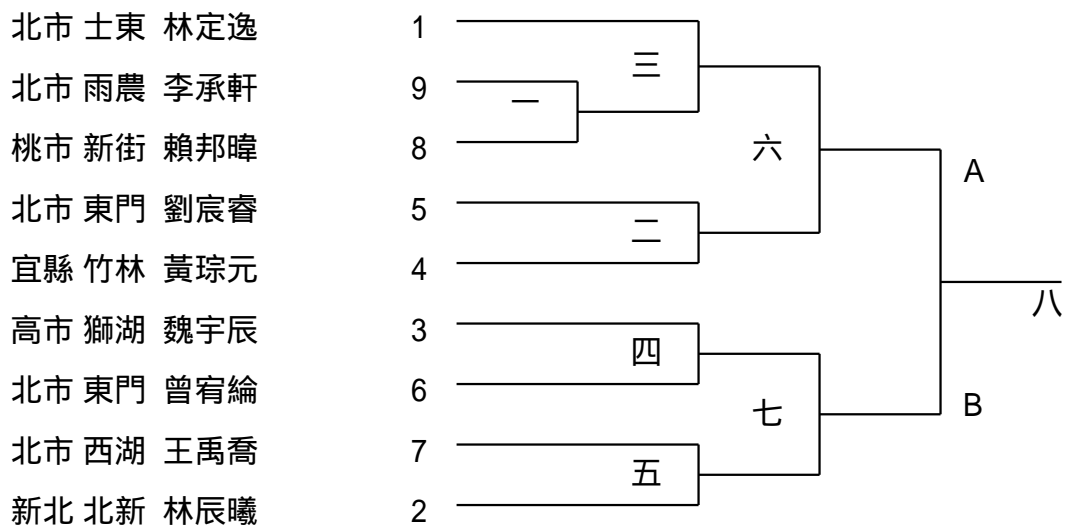 北市 士東 林定逸 1
三
北市 雨農 李承軒 9
一
桃市 新街 賴邦暐 8
六
A
北市 東門 劉宸睿 5
二
宜縣 竹林 黃琮元 4
八
高市 獅湖 魏宇辰 3
四
北市 東門 曾宥綸 6
七
B
北市 西湖 王禹喬 7
五
新北 北新 林辰曦 2